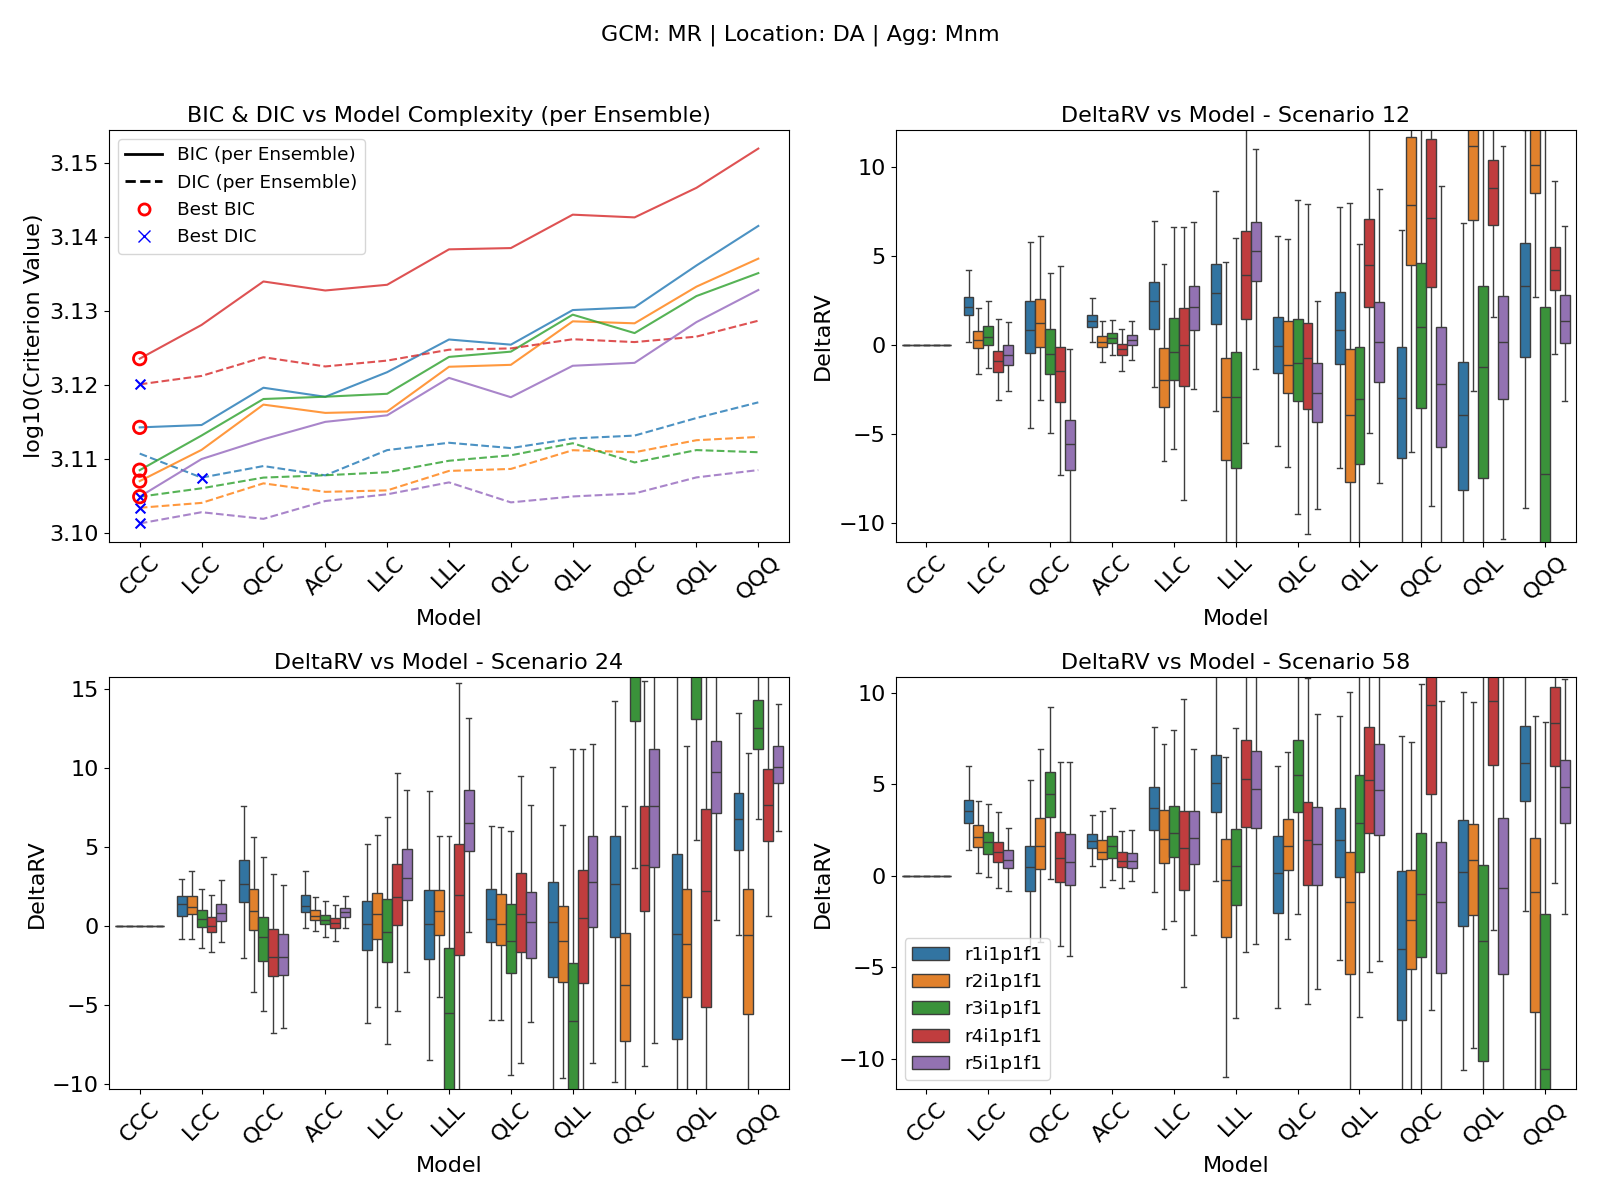 GCM: MR | Location: DA | Agg: Mnm
BIC & DIC vs Model Complexity (per Ensemble)
BIC (per Ensemble)
DIC (per Ensemble)
Best BIC
Best DIC
log10(Criterion Value)
3.15
3.14
3.13
3.12
3.11
3.10
CCC LCC QCC ACC LLC LLL QLC QLL QQC QQL QQQ
Model
DeltaRV vs Model - Scenario 12
DeltaRV
10
5
0
−5
−10
CCC LCC QCC ACC LLC LLL QLC QLL QQC QQL QQQ
Model
DeltaRV vs Model - Scenario 24
DeltaRV
15
10
5
0
−5
−10
CCC LCC QCC ACC LLC LLL QLC QLL QQC QQL QQQ
Model
DeltaRV vs Model - Scenario 58
DeltaRV
10
5
0
−5
−10
r1i1p1f1
r2i1p1f1
r3i1p1f1
r4i1p1f1
r5i1p1f1
CCC LCC QCC ACC LLC LLL QLC QLL QQC QQL QQQ
Model